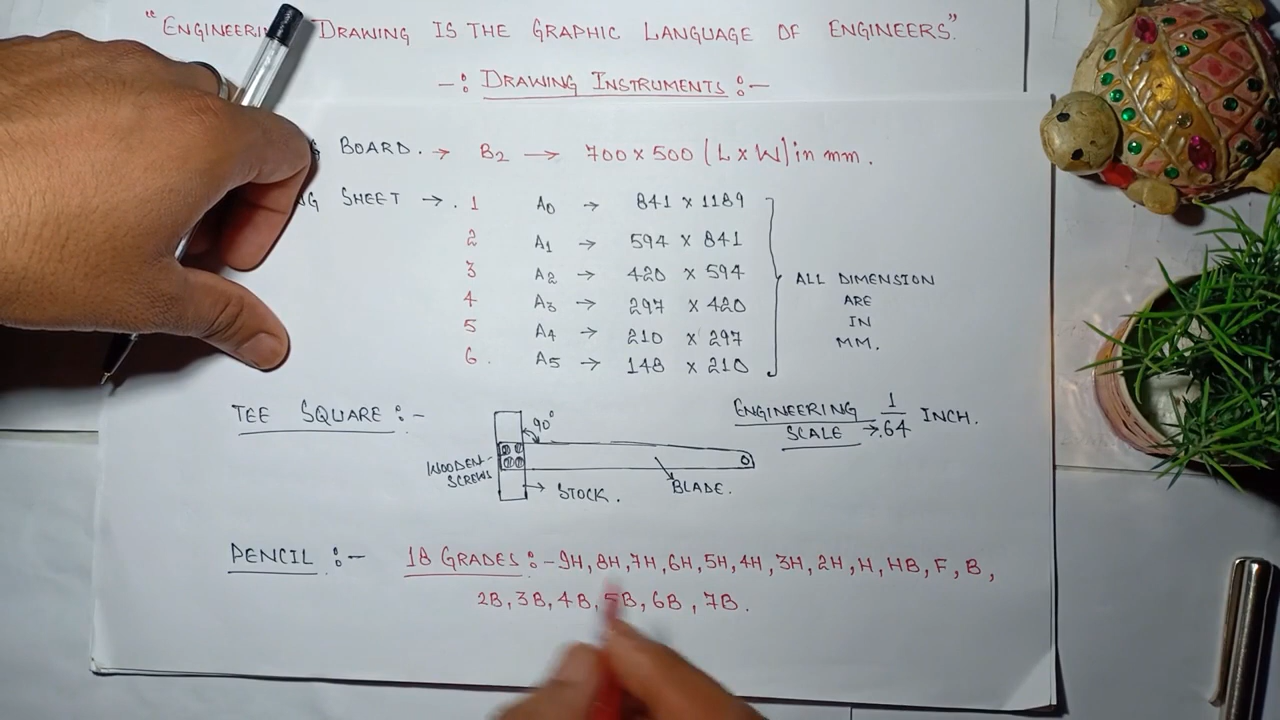 "ENGINEERIN DRAWING IS THE GRAPHIC LANGUAGE OF ENGINEERS."
-: DRAWING INSTRUMENTS :-
BOARD. → B2 → 700 × 500 (L × W) in mm.
NG SHEET → . 1 A0 → 841 × 1189
2 A1 → 594 × 841
3 A2 → 420 × 594
4 A3 → 297 × 420
5 A4 → 210 × 297
6. A5 → 148 × 210
ALL DIMENSION
ARE
IN
MM.
TEE SQUARE :-
90°
WOODEN
SCREWS
STOCK.
BLADE.
ENGINEERING
SCALE → 1/64 INCH.
PENCIL :- 18 GRADES :- 9H, 8H, 7H, 6H, 5H, 4H, 3H, 2H, H, HB, F, B,
2B, 3B, 4B, 5B, 6B, 7B.